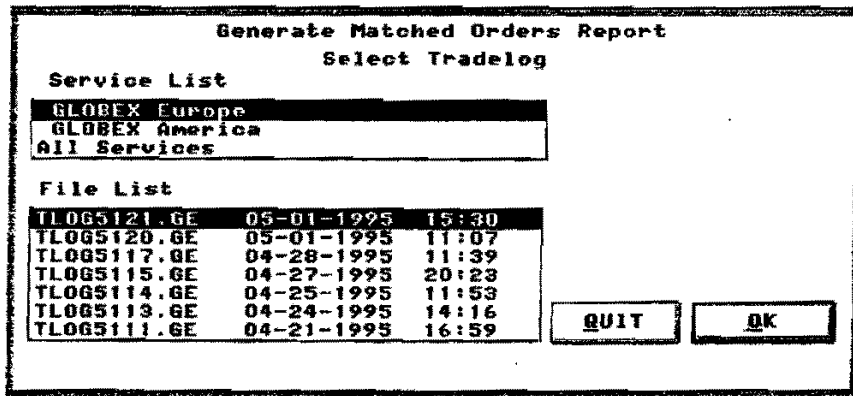 Generate Matched Orders Report
Select Tradelog
Service List
GLOBEX Europe
GLOBEX America
All Services
File List
TLOG5121.GE 05-01-1995 15:30
TLOG5120.GE 05-01-1995 11:07
TLOG5117.GE 04-28-1995 11:39
TLOG5115.GE 04-27-1995 20:23
TLOG5114.GE 04-25-1995 11:53
TLOG5113.GE 04-24-1995 14:16
TLOG5111.GE 04-21-1995 16:59
QUIT OK